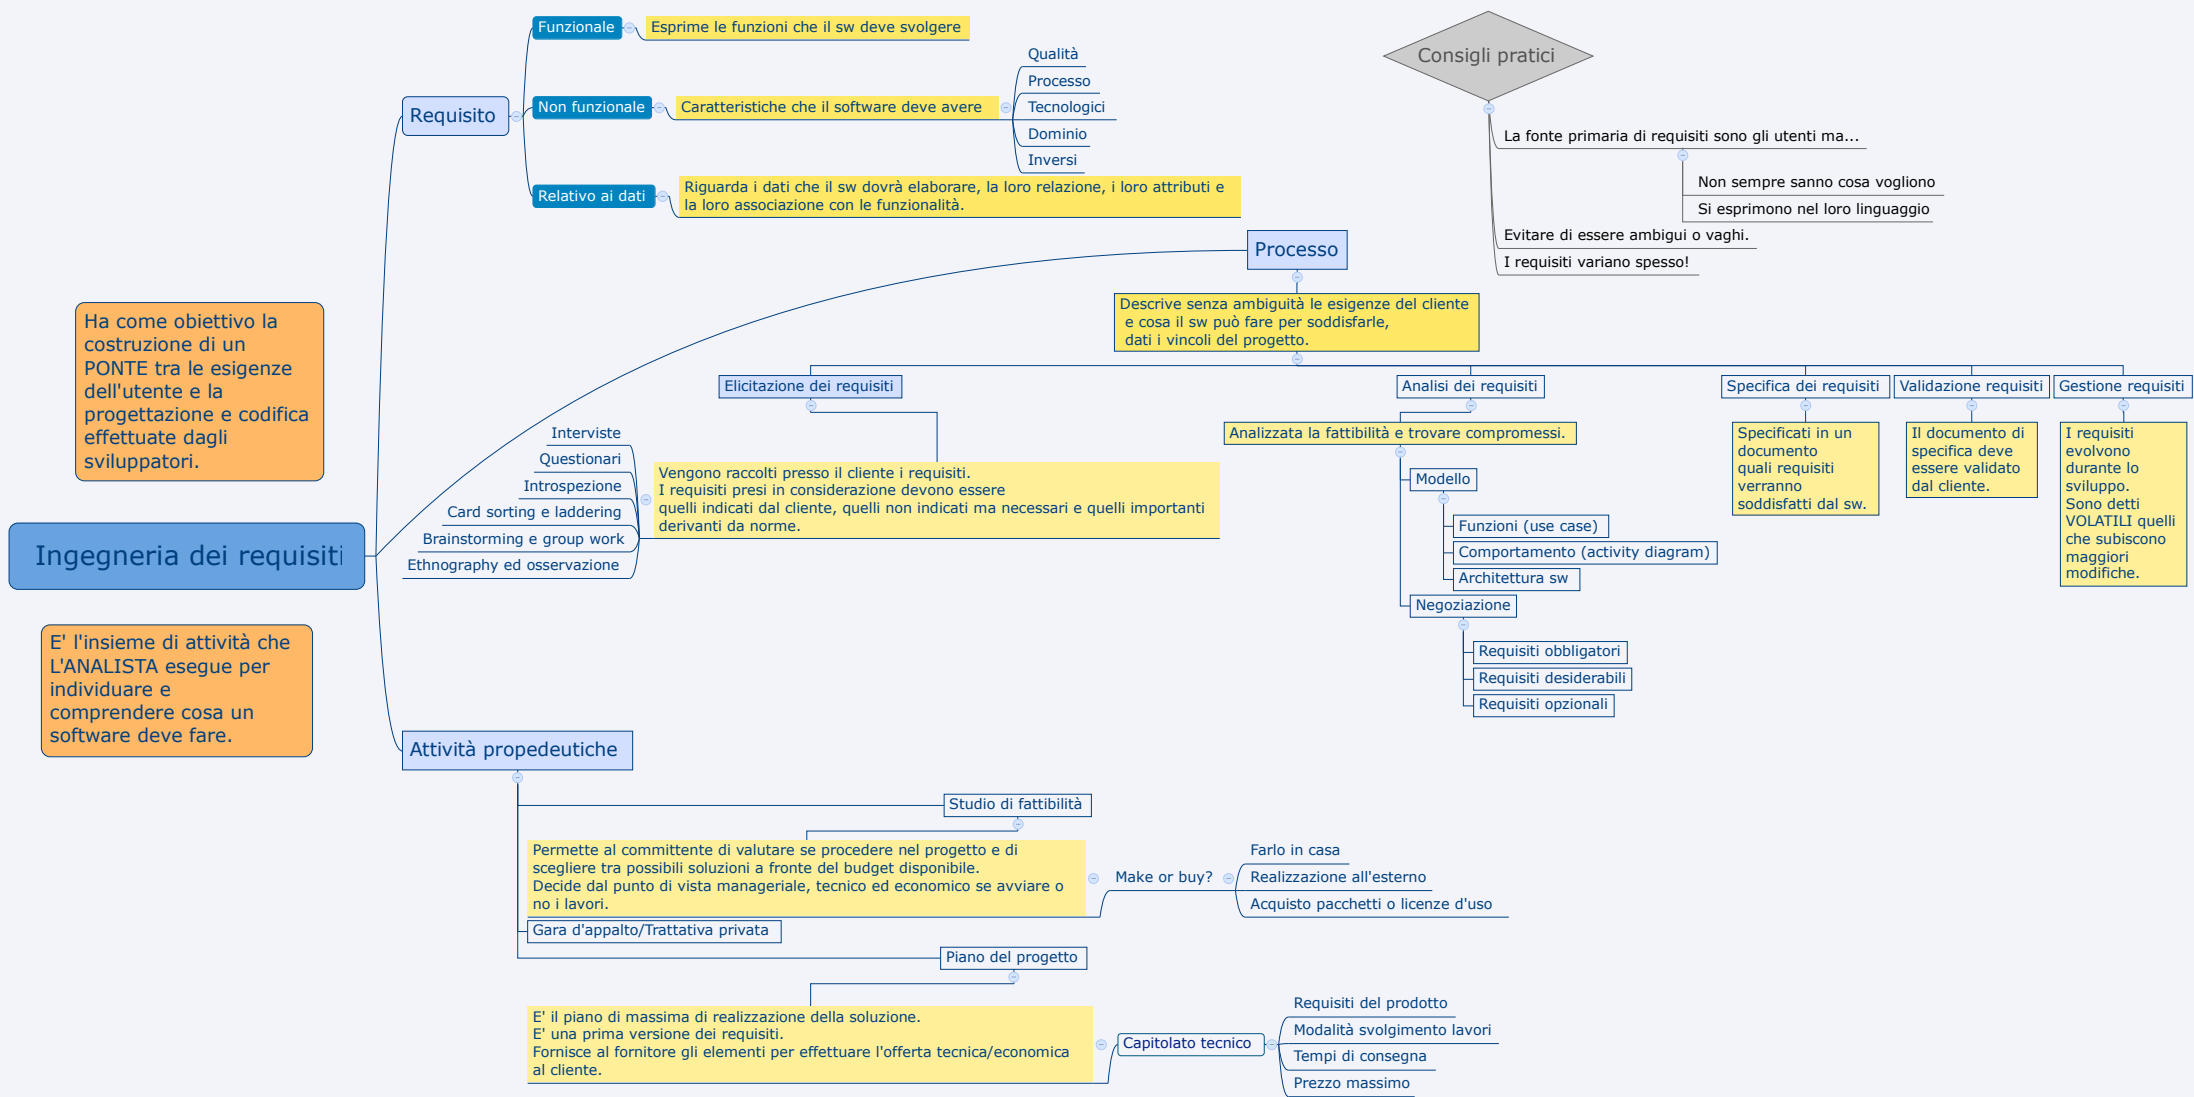 Ingegneria dei requisiti
Ha come obiettivo la
costruzione di un
PONTE tra le esigenze
dell'utente e la
progettazione e codifica
effettuate dagli
sviluppatori.
E' l'insieme di attività che
L'ANALISTA esegue per
individuare e
comprendere cosa un
software deve fare.
Requisito
Funzionale
Esprime le funzioni che il sw deve svolgere
Non funzionale
Caratteristiche che il software deve avere
Qualità
Processo
Tecnologici
Dominio
Inversi
Relativo ai dati
Riguarda i dati che il sw dovrà elaborare, la loro relazione, i loro attributi e
la loro associazione con le funzionalità.
Consigli pratici
La fonte primaria di requisiti sono gli utenti ma...
Non sempre sanno cosa vogliono
Si esprimono nel loro linguaggio
Evitare di essere ambigui o vaghi.
I requisiti variano spesso!
Processo
Descrive senza ambiguità le esigenze del cliente
e cosa il sw può fare per soddisfarle,
dati i vincoli del progetto.
Elicitazione dei requisiti
Vengono raccolti presso il cliente i requisiti.
I requisiti presi in considerazione devono essere
quelli indicati dal cliente, quelli non indicati ma necessari e quelli importanti
derivanti da norme.
Interviste
Questionari
Introspezione
Card sorting e laddering
Brainstorming e group work
Ethnography ed osservazione
Analisi dei requisiti
Analizzata la fattibilità e trovare compromessi.
Modello
Funzioni (use case)
Comportamento (activity diagram)
Architettura sw
Negoziazione
Requisiti obbligatori
Requisiti desiderabili
Requisiti opzionali
Specifica dei requisiti
Specificati in un
documento
quali requisiti
verranno
soddisfatti dal sw.
Validazione requisiti
Il documento di
specifica deve
essere validato
dal cliente.
Gestione requisiti
I requisiti
evolvono
durante lo
sviluppo.
Sono detti
VOLATILI quelli
che subiscono
maggiori
modifiche.
Attività propedeutiche
Studio di fattibilità
Permette al committente di valutare se procedere nel progetto e di
scegliere tra possibili soluzioni a fronte del budget disponibile.
Decide dal punto di vista manageriale, tecnico ed economico se avviare o
no i lavori.
Make or buy?
Farlo in casa
Realizzazione all'esterno
Acquisto pacchetti o licenze d'uso
Gara d'appalto/Trattativa privata
Piano del progetto
E' il piano di massima di realizzazione della soluzione.
E' una prima versione dei requisiti.
Fornisce al fornitore gli elementi per effettuare l'offerta tecnica/economica
al cliente.
Capitolato tecnico
Requisiti del prodotto
Modalità svolgimento lavori
Tempi di consegna
Prezzo massimo